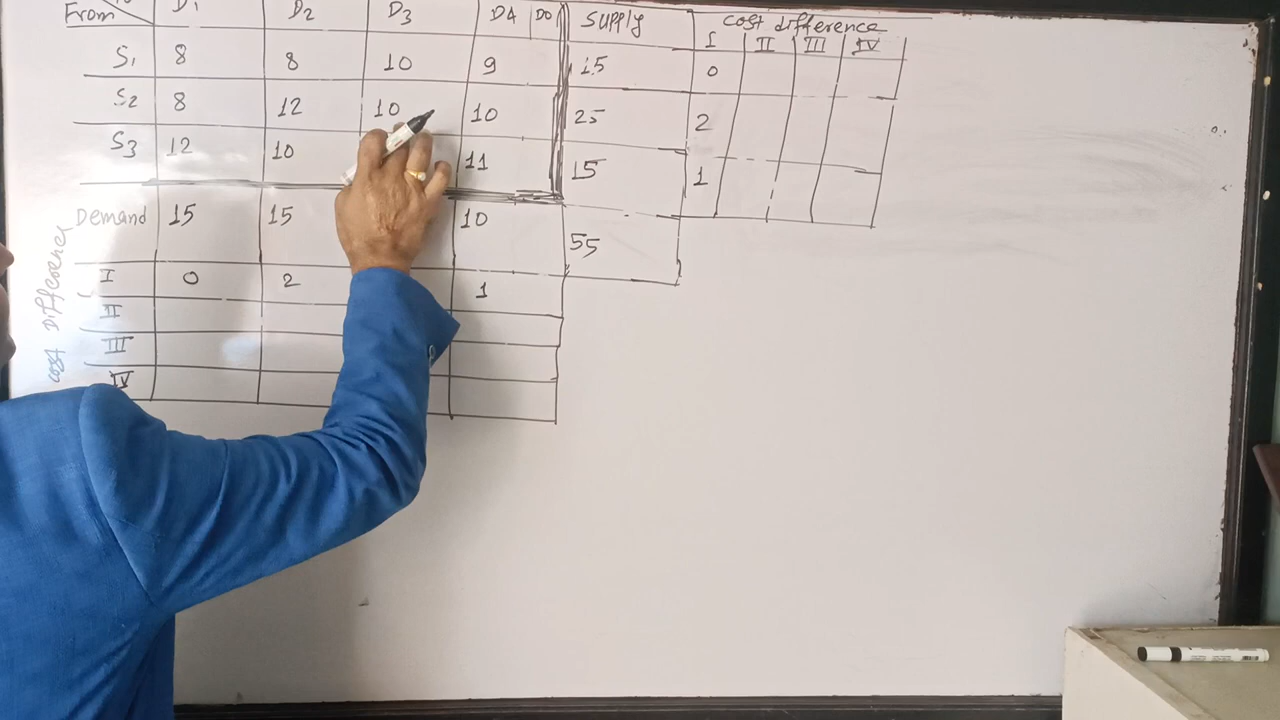 From D1 D2 D3 D4 D0 Supply cost difference
I II III IV
S1 8 8 10 9 15 0
S2 8 12 10 10 25 2
S3 12 10 11 15 1
Demand 15 15 10 55
cost Difference
I 0 2 1
II
III
IV